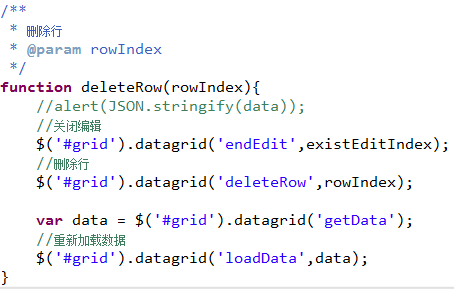 /**
 * 删除行
 * @param rowIndex
 */
function deleteRow(rowIndex){
    //alert(JSON.stringify(data));
    //关闭编辑
    $('#grid').datagrid('endEdit',existEditIndex);
    //删除行
    $('#grid').datagrid('deleteRow',rowIndex);

    var data = $('#grid').datagrid('getData');
    //重新加载数据
    $('#grid').datagrid('loadData',data);
}